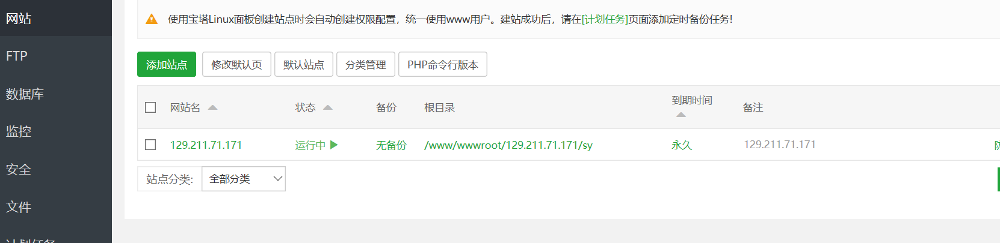 网站
FTP
数据库
监控
安全
文件
计划任务
使用宝塔Linux面板创建站点时会自动创建权限配置，统一使用www用户。建站成功后，请在[计划任务]页面添加定时备份任务!
添加站点 修改默认页 默认站点 分类管理 PHP命令行版本
网站名 状态 备份 根目录 到期时间 备注
129.211.71.171 运行中 无备份 /www/wwwroot/129.211.71.171/sy 永久 129.211.71.171
站点分类: 全部分类